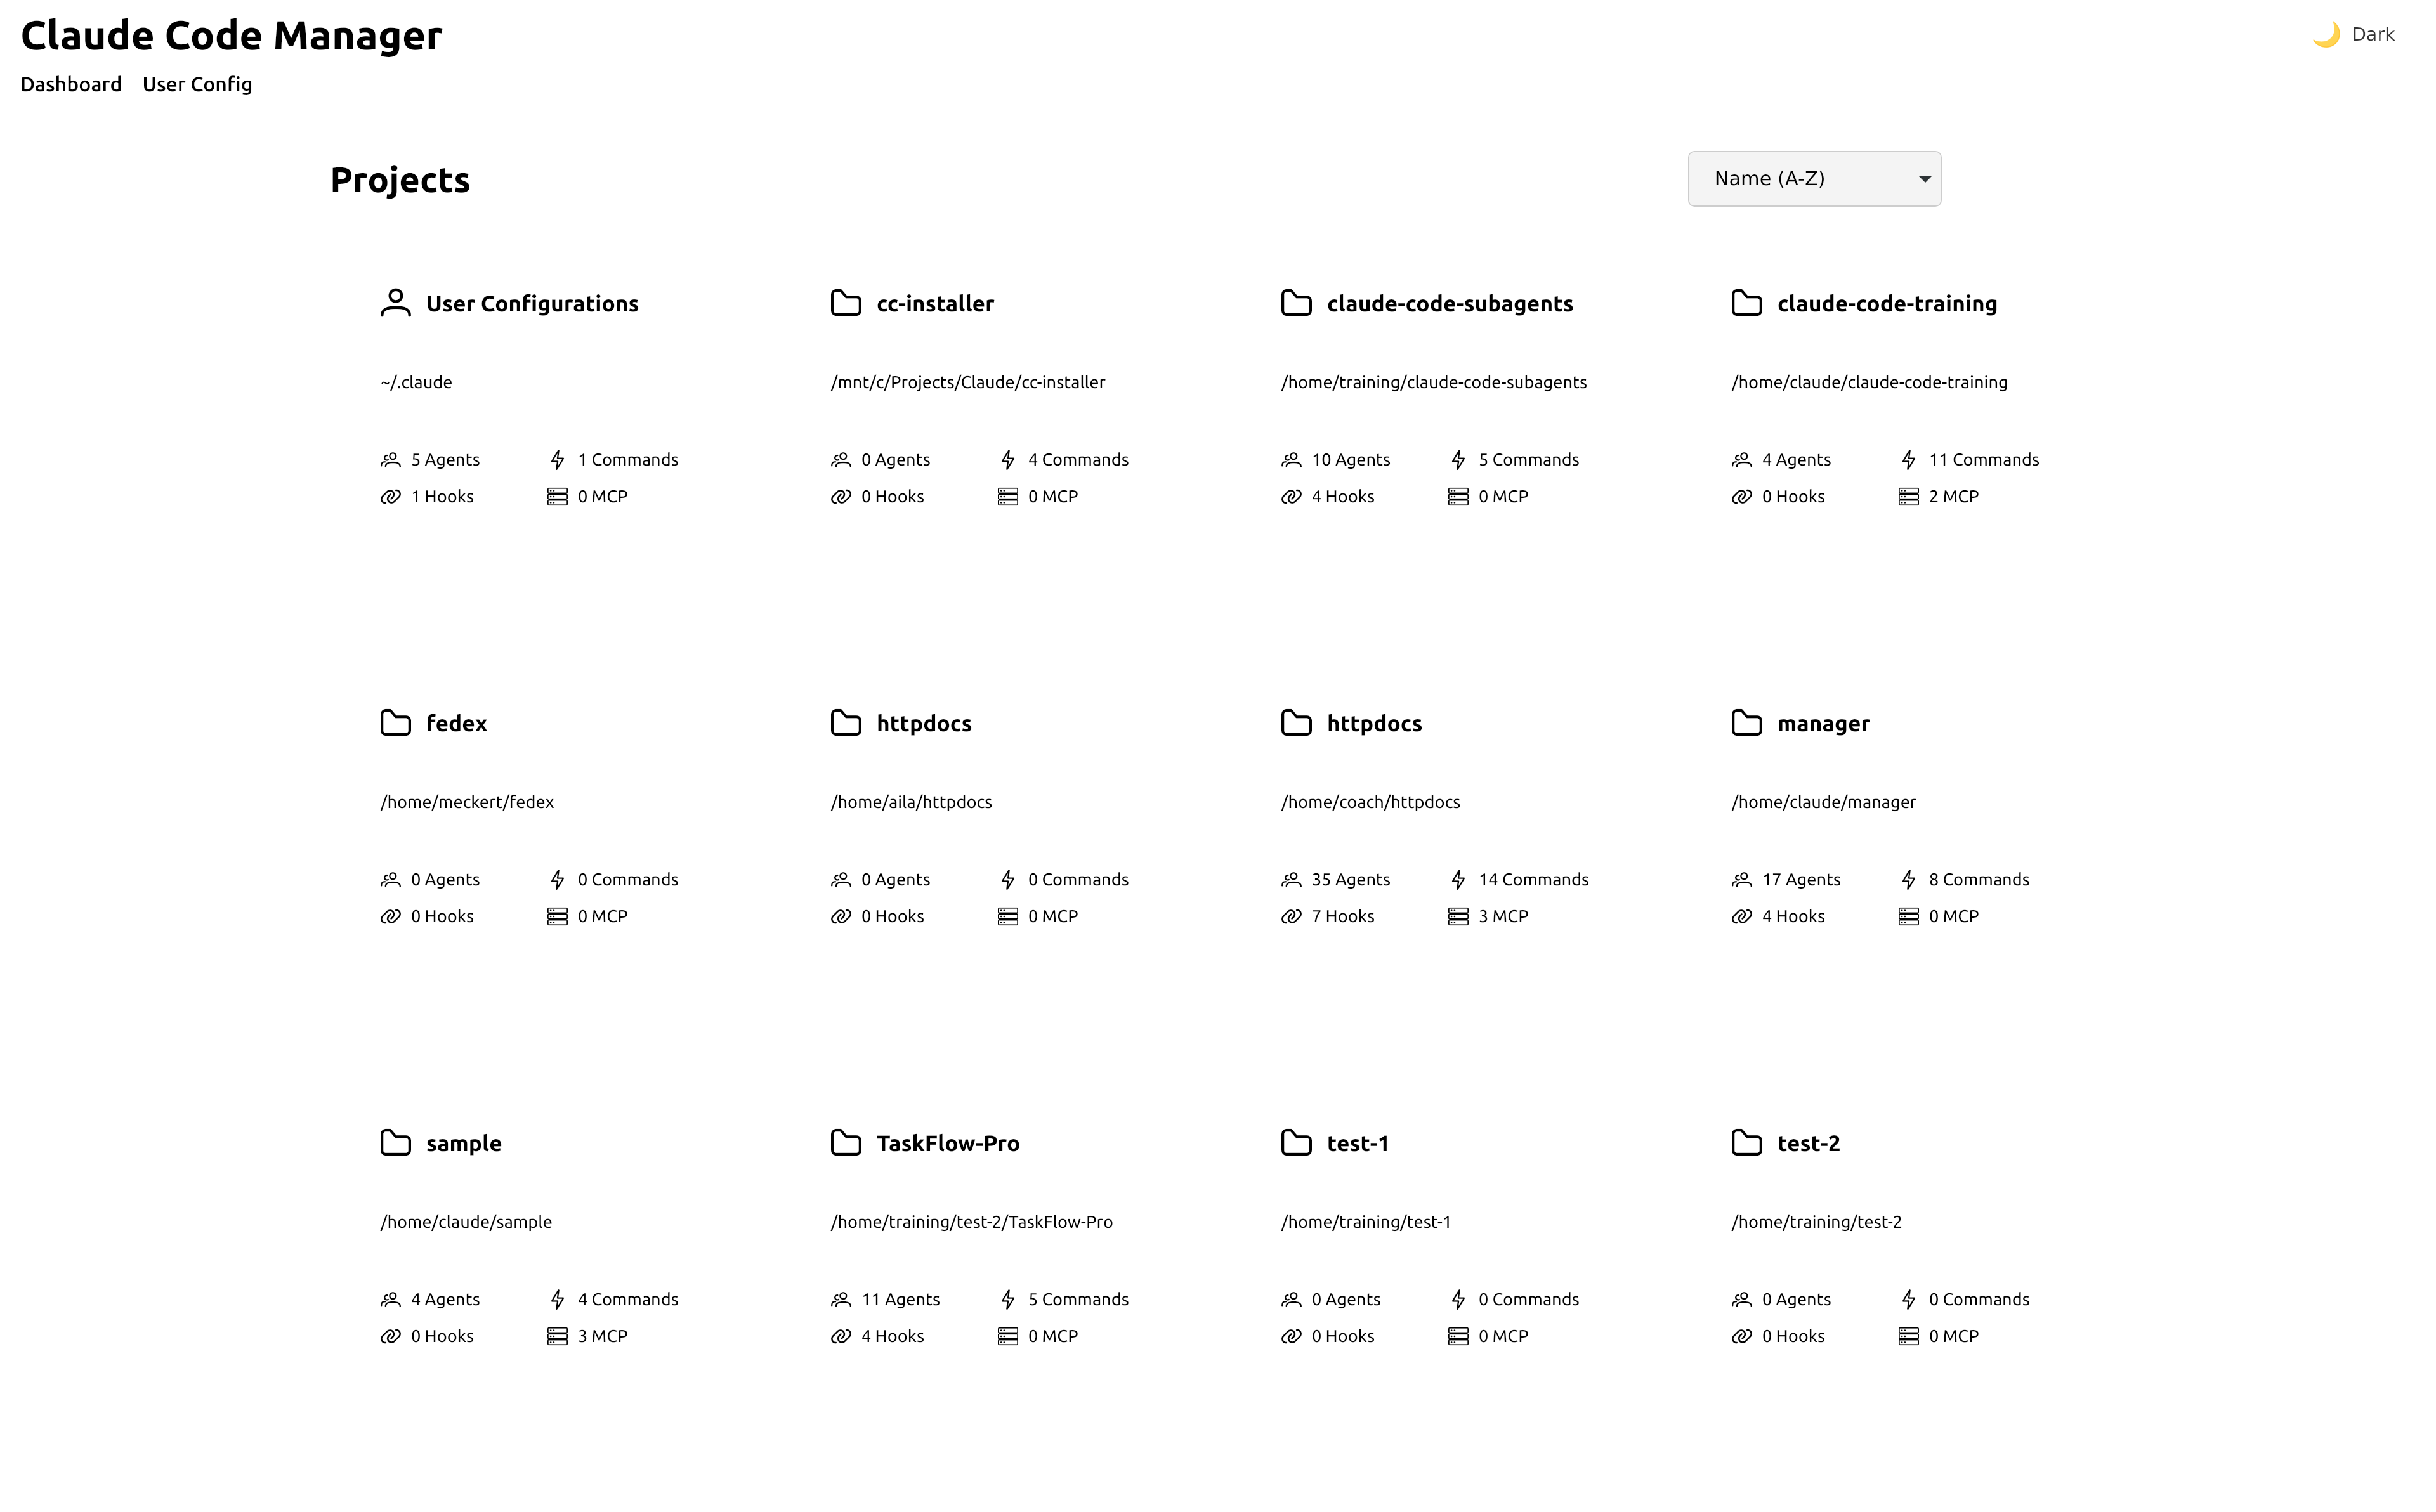 Claude Code Manager
Dark
Dashboard User Config
Projects
Name (A-Z)
User Configurations
~/.claude
5 Agents 1 Commands
1 Hooks 0 MCP
cc-installer
/mnt/c/Projects/Claude/cc-installer
0 Agents 4 Commands
0 Hooks 0 MCP
claude-code-subagents
/home/training/claude-code-subagents
10 Agents 5 Commands
4 Hooks 0 MCP
claude-code-training
/home/claude/claude-code-training
4 Agents 11 Commands
0 Hooks 2 MCP
fedex
/home/meckert/fedex
0 Agents 0 Commands
0 Hooks 0 MCP
httpdocs
/home/aila/httpdocs
0 Agents 0 Commands
0 Hooks 0 MCP
httpdocs
/home/coach/httpdocs
35 Agents 14 Commands
7 Hooks 3 MCP
manager
/home/claude/manager
17 Agents 8 Commands
4 Hooks 0 MCP
sample
/home/claude/sample
4 Agents 4 Commands
0 Hooks 3 MCP
TaskFlow-Pro
/home/training/test-2/TaskFlow-Pro
11 Agents 5 Commands
4 Hooks 0 MCP
test-1
/home/training/test-1
0 Agents 0 Commands
0 Hooks 0 MCP
test-2
/home/training/test-2
0 Agents 0 Commands
0 Hooks 0 MCP